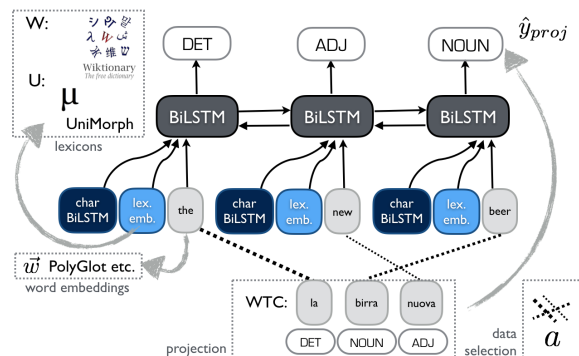 W:
Wiktionary
The free dictionary
U:
μ
UniMorph
lexicons
DET
ADJ
NOUN
ŷ_proj
BiLSTM
BiLSTM
BiLSTM
char BiLSTM
lex. emb.
the
char BiLSTM
lex. emb.
new
char BiLSTM
lex. emb.
beer
w⃗ PolyGlot etc.
word embeddings
WTC:
la
birra
nuova
DET
NOUN
ADJ
projection
data selection
a